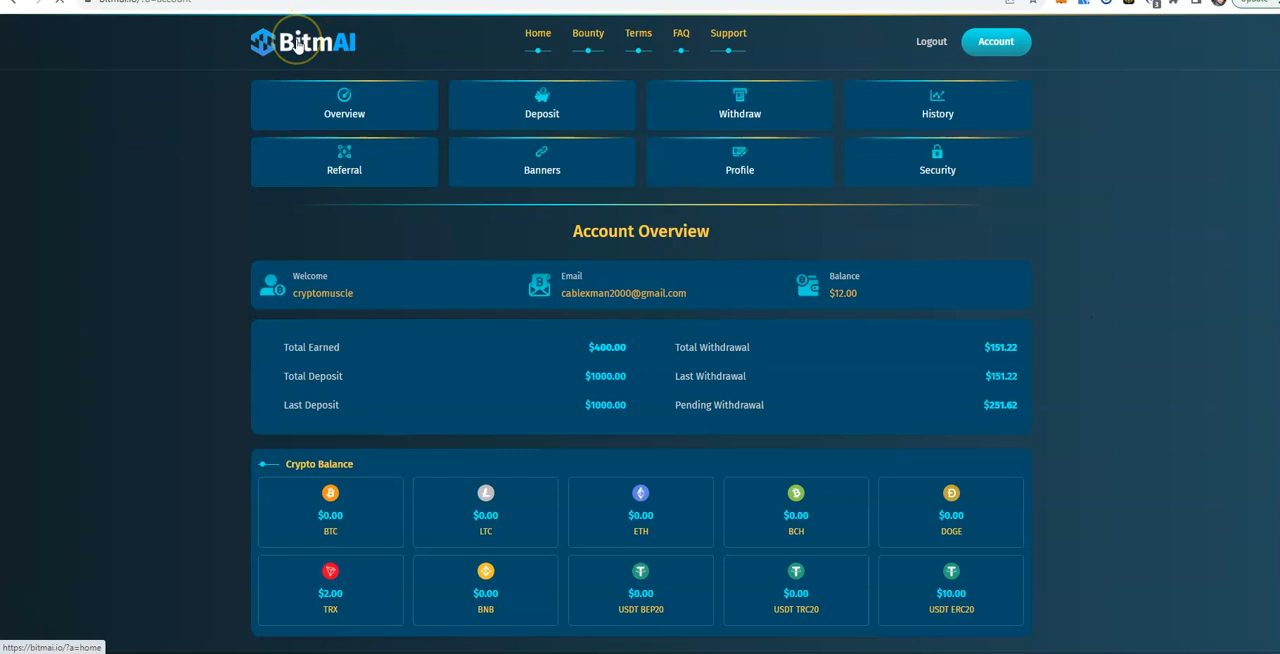 BitmAI
Home Bounty Terms FAQ Support
Logout Account
Overview Deposit Withdraw History
Referral Banners Profile Security
Account Overview
Welcome
cryptomuscle
Email
cablexman2000@gmail.com
Balance
$12.00
Total Earned $400.00
Total Deposit $1000.00
Last Deposit $1000.00
Total Withdrawal $151.22
Last Withdrawal $151.22
Pending Withdrawal $251.62
Crypto Balance
$0.00 $0.00 $0.00 $0.00 $0.00
BTC LTC ETH BCH DOGE
$2.00 $0.00 $0.00 $0.00 $10.00
TRX BNB USDT BEP20 USDT TRC20 USDT ERC20
https://bitmai.io/?a=home